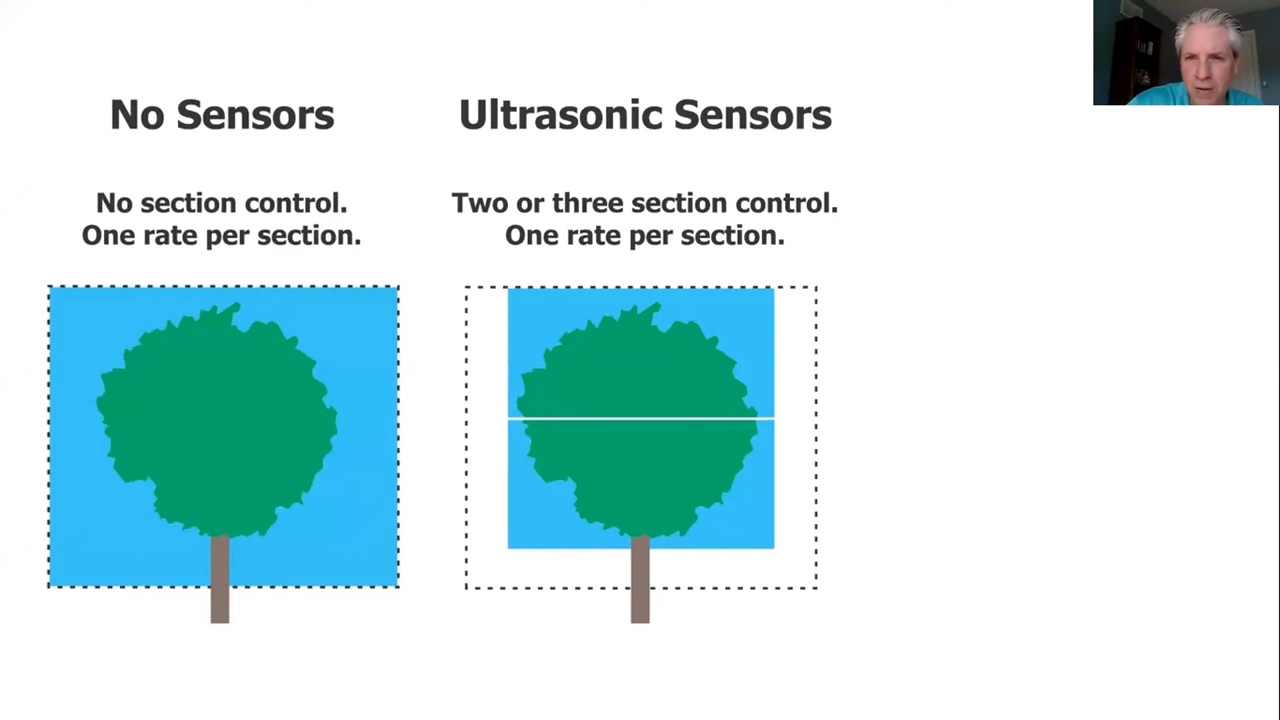 No Sensors
No section control.
One rate per section.
Ultrasonic Sensors
Two or three section control.
One rate per section.